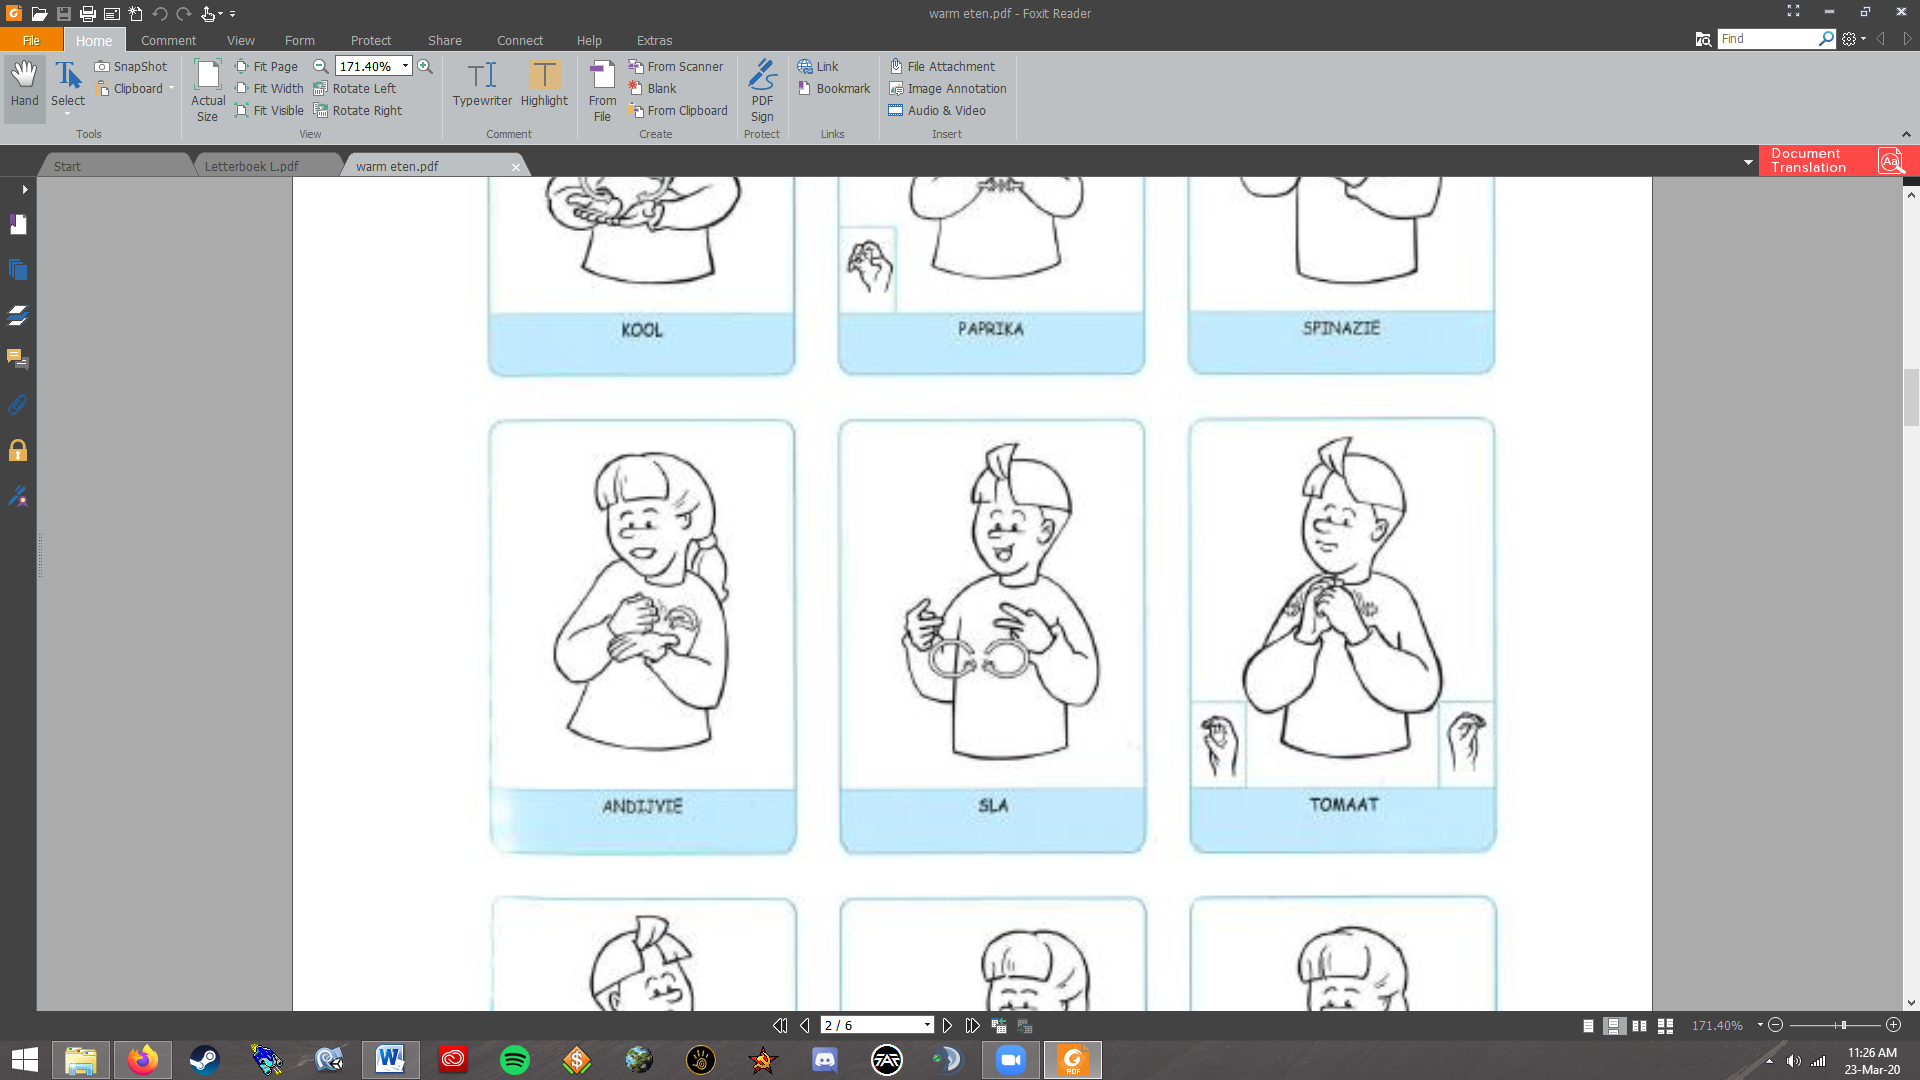 warm eten.pdf - Foxit Reader
File Home Comment View Form Protect Share Connect Help Extras
Find
Hand
Select
SnapShot
Clipboard
Tools
Actual Size
Fit Page
Fit Width
Fit Visible
171.40%
Rotate Left
Rotate Right
View
Typewriter
Highlight
Comment
From File
From Scanner
Blank
From Clipboard
Create
PDF Sign
Protect
Link
Bookmark
Links
File Attachment
Image Annotation
Audio & Video
Insert
Start
Letterboek L.pdf
warm eten.pdf
Document
Translation
Aa
KOOL
PAPRIKA
SPINAZIE
ANDIJVIE
SLA
TOMAAT
2 / 6
171.40%
11:26 AM
23-Mar-20